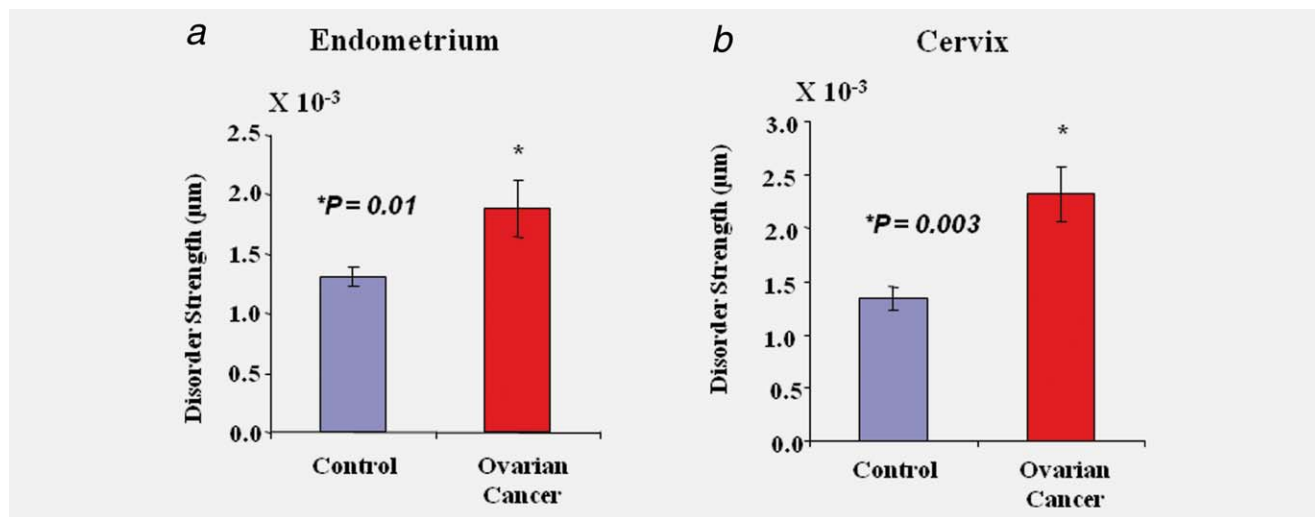 a
Endometrium
X 10-3
Disorder Strength (µm)
2.5
2.0
1.5
1.0
0.5
0.0
*P = 0.01
*
Control
Ovarian
Cancer
b
Cervix
X 10-3
Disorder Strength (µm)
3.0
2.5
2.0
1.5
1.0
0.5
0.0
*P = 0.003
*
Control
Ovarian
Cancer